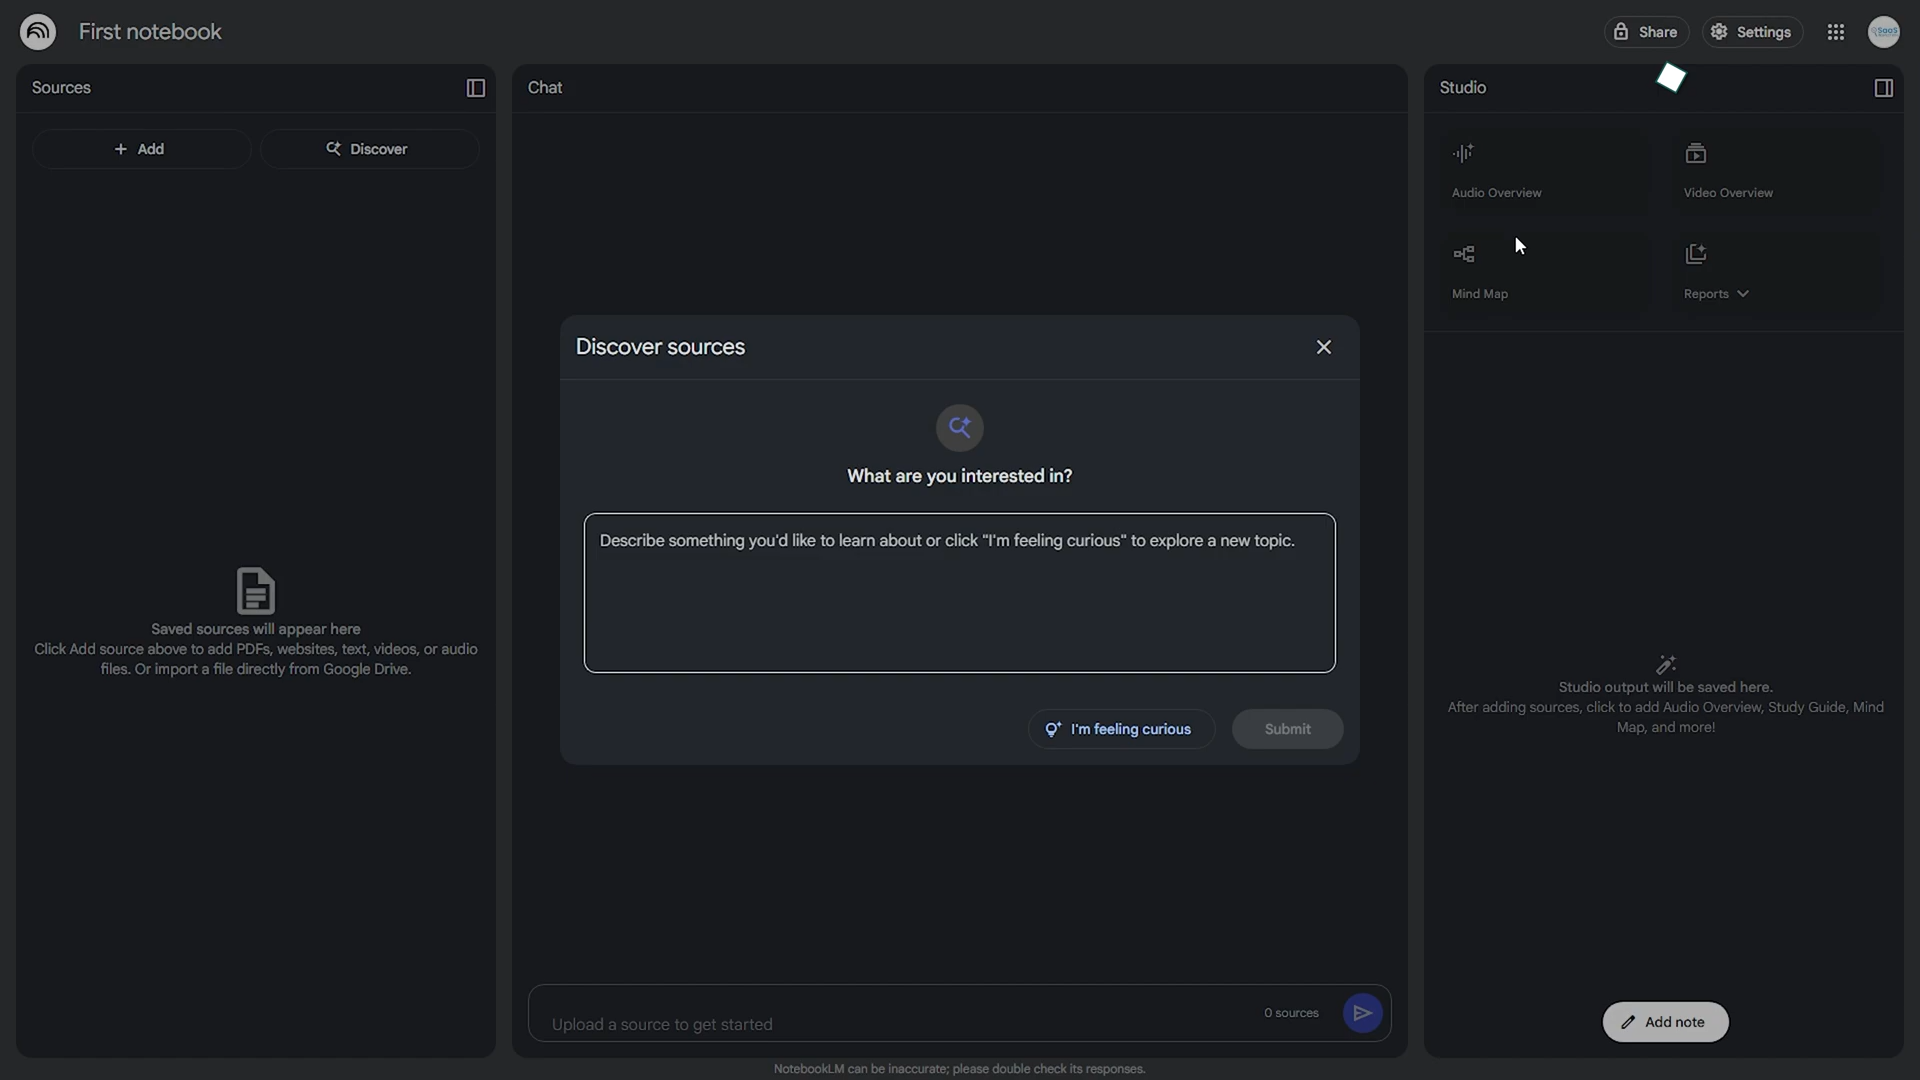 First notebook
Share
Settings
SaaS
Sources
Add
Discover
Saved sources will appear here
Click Add source above to add PDFs, websites, text, videos, or audio
files. Or import a file directly from Google Drive.
Chat
Discover sources
What are you interested in?
Describe something you'd like to learn about or click "I'm feeling curious" to explore a new topic.
I'm feeling curious
Submit
Upload a source to get started
0 sources
NotebookLM can be inaccurate; please double check its responses.
Studio
Audio Overview
Video Overview
Mind Map
Reports
Studio output will be saved here.
After adding sources, click to add Audio Overview, Study Guide, Mind
Map, and more!
Add note